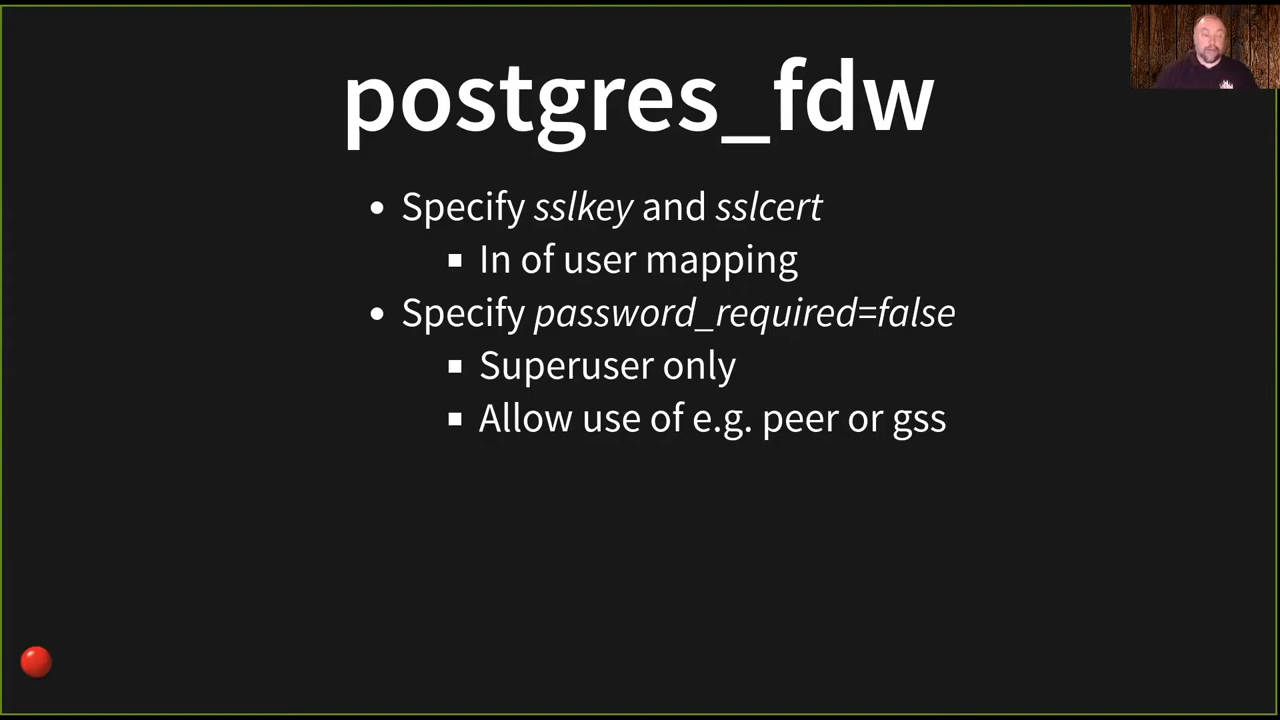 postgres_fdw
Specify sslkey and sslcert
In of user mapping
Specify password_required=false
Superuser only
Allow use of e.g. peer or gss